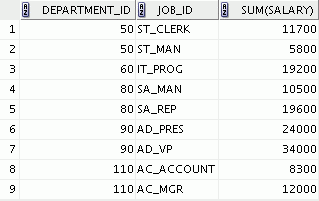 DEPARTMENT_ID JOB_ID SUM(SALARY)
1 50 ST_CLERK 11700
2 50 ST_MAN 5800
3 60 IT_PROG 19200
4 80 SA_MAN 10500
5 80 SA_REP 19600
6 90 AD_PRES 24000
7 90 AD_VP 34000
8 110 AC_ACCOUNT 8300
9 110 AC_MGR 12000